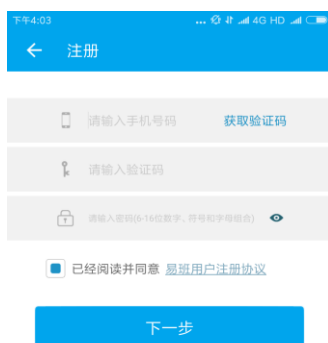 下午4:03 ... 4G HD
注册
请输入手机号码 获取验证码
请输入验证码
请输入密码(6-16位数字、符号和字母组合)
已经阅读并同意 易班用户注册协议
下一步